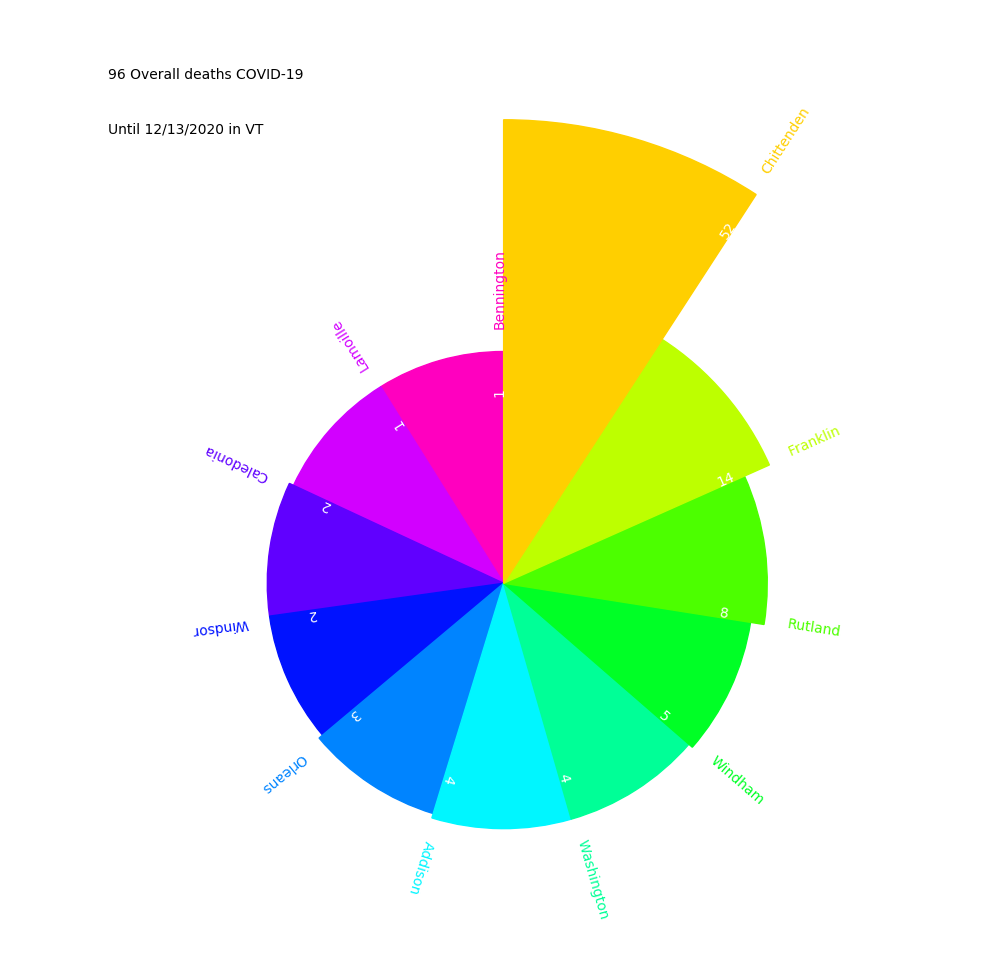 96 Overall deaths COVID-19
Until 12/13/2020 in VT
Chittenden
52
Franklin
14
Rutland
8
Windham
5
Washington
4
Addison
4
Orleans
3
Windsor
2
Caledonia
2
Lamoille
1
Bennington
1